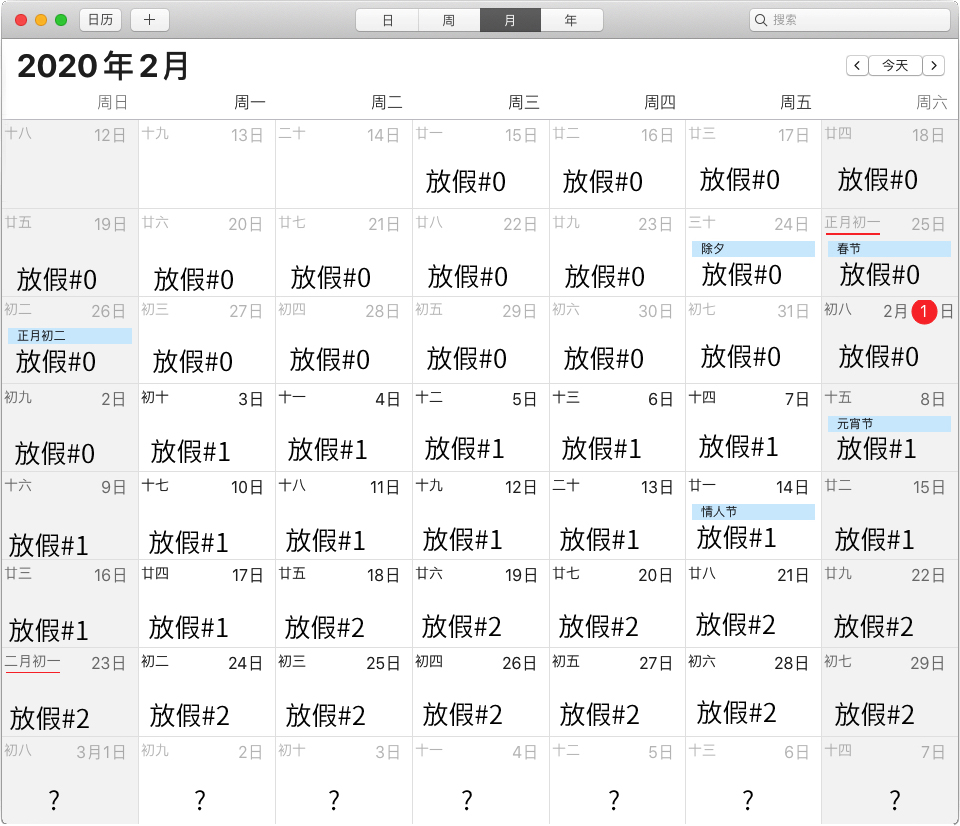 日历 + 日 周 月 年 搜索
2020年2月 < 今天 >
周日 周一 周二 周三 周四 周五 周六
十八 12日 十九 13日 二十 14日 廿一 15日 廿二 16日 廿三 17日 廿四 18日
放假#0 放假#0 放假#0 放假#0
廿五 19日 廿六 20日 廿七 21日 廿八 22日 廿九 23日 三十 24日 正月初一 25日
除夕 春节
放假#0 放假#0 放假#0 放假#0 放假#0 放假#0 放假#0
初二 26日 初三 27日 初四 28日 初五 29日 初六 30日 初七 31日 初八 2月1日
正月初二
放假#0 放假#0 放假#0 放假#0 放假#0 放假#0 放假#0
初九 2日 初十 3日 十一 4日 十二 5日 十三 6日 十四 7日 十五 8日
元宵节
放假#0 放假#1 放假#1 放假#1 放假#1 放假#1 放假#1
十六 9日 十七 10日 十八 11日 十九 12日 二十 13日 廿一 14日 廿二 15日
情人节
放假#1 放假#1 放假#1 放假#1 放假#1 放假#1 放假#1
廿三 16日 廿四 17日 廿五 18日 廿六 19日 廿七 20日 廿八 21日 廿九 22日
放假#1 放假#1 放假#2 放假#2 放假#2 放假#2 放假#2
二月初一 23日 初二 24日 初三 25日 初四 26日 初五 27日 初六 28日 初七 29日
放假#2 放假#2 放假#2 放假#2 放假#2 放假#2 放假#2
初八 3月1日 初九 2日 初十 3日 十一 4日 十二 5日 十三 6日 十四 7日
? ? ? ? ? ? ?